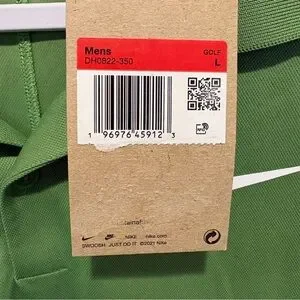 Mens
GOLF
DH0822-350
L
1 96976 45912 3
NIKE nike.com
SWOOSH JUST DO IT ©2021 Nike